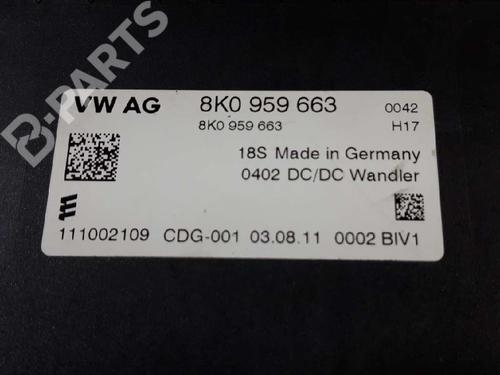 B-PARTS
VW AG 8K0 959 663 0042
8K0 959 663 H17
18S Made in Germany
0402 DC/DC Wandler
111002109 CDG-001 03.08.11 0002 BIV1